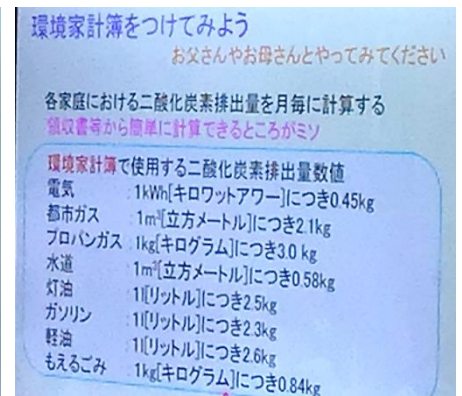 環境家計簿をつけてみよう
お父さんやお母さんとやってみてください
各家庭における二酸化炭素排出量を月毎に計算する
領収書等から簡単に計算できるところがミソ
環境家計簿で使用する二酸化炭素排出量数値
電気 : 1kWh[キロワットアワー]につき0.45kg
都市ガス : 1m³[立方メートル]につき2.1kg
プロパンガス : 1kg[キログラム]につき3.0 kg
水道 : 1m³[立方メートル]につき0.58kg
灯油 : 1l[リットル]につき2.5kg
ガソリン : 1l[リットル]につき2.3kg
軽油 : 1l[リットル]につき2.6kg
もえるごみ : 1kg[キログラム]につき0.84kg